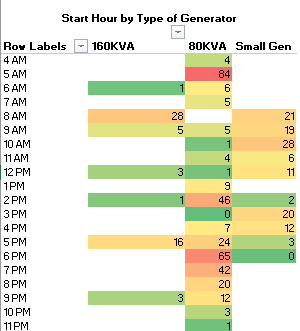 Start Hour by Type of Generator
Row Labels 160KVA 80KVA Small Gen
4 AM 4
5 AM 84
6 AM 1 6
7 AM 5
8 AM 28 21
9 AM 5 5 19
10 AM 1 28
11 AM 4 6
12 PM 3 1 11
1 PM 9
2 PM 1 46 2
3 PM 0 20
4 PM 7 12
5 PM 16 24 3
6 PM 65 0
7 PM 42
8 PM 20
9 PM 3 12
10 PM 3
11 PM 1